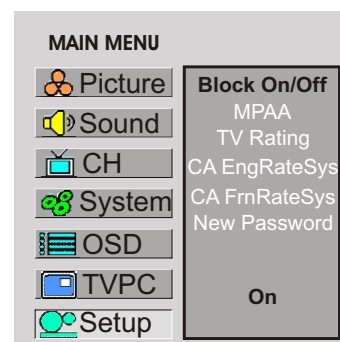 MAIN MENU
Picture
Sound
CH
System
OSD
TVPC
Setup
Block On/Off
MPAA
TV Rating
CA EngRateSys
CA FrnRateSys
New Password
On